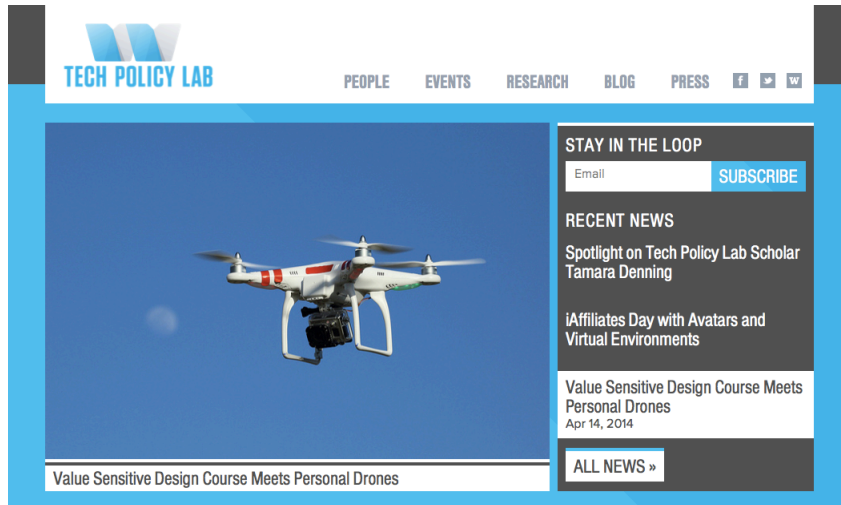 TECH POLICY LAB
PEOPLE EVENTS RESEARCH BLOG PRESS f W
STAY IN THE LOOP
Email SUBSCRIBE
RECENT NEWS
Spotlight on Tech Policy Lab Scholar
Tamara Denning
iAffiliates Day with Avatars and
Virtual Environments
Value Sensitive Design Course Meets
Personal Drones
Apr 14, 2014
ALL NEWS »
Value Sensitive Design Course Meets Personal Drones